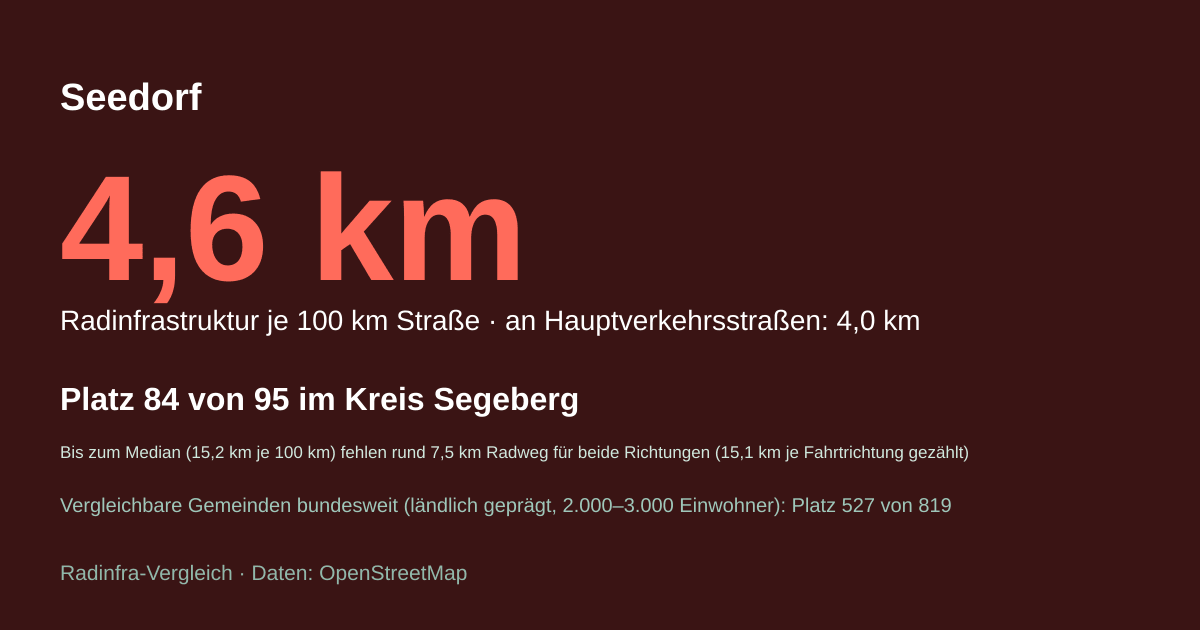 Seedorf
4,6 km
Radinfrastruktur je 100 km Straße · an Hauptverkehrsstraßen: 4,0 km
Platz 84 von 95 im Kreis Segeberg
Bis zum Median (15,2 km je 100 km) fehlen rund 7,5 km Radweg für beide Richtungen (15,1 km je Fahrtrichtung gezählt)
Vergleichbare Gemeinden bundesweit (ländlich geprägt, 2.000–3.000 Einwohner): Platz 527 von 819
Radinfra-Vergleich · Daten: OpenStreetMap